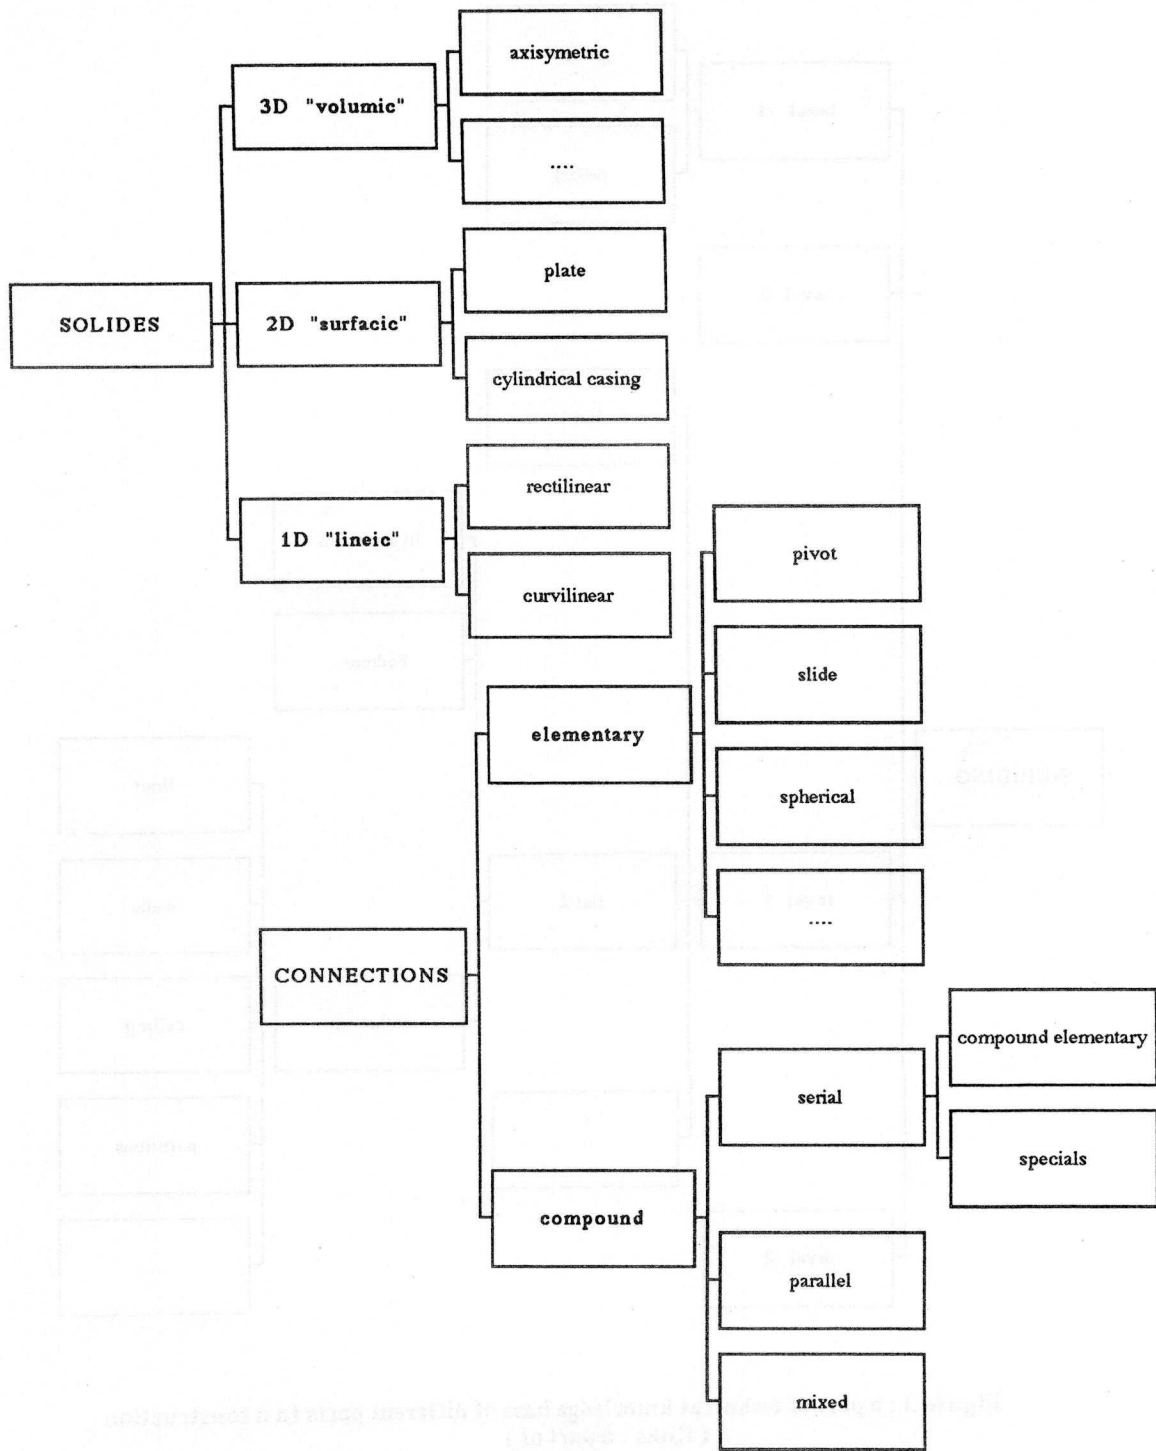 axisymetric
3D "volumic"
....
plate
SOLIDES
2D "surfacic"
cylindrical casing
rectilinear
1D "lineic"
curvilinear
pivot
slide
elementary
spherical
....
CONNECTIONS
compound elementary
serial
specials
compound
parallel
mixed